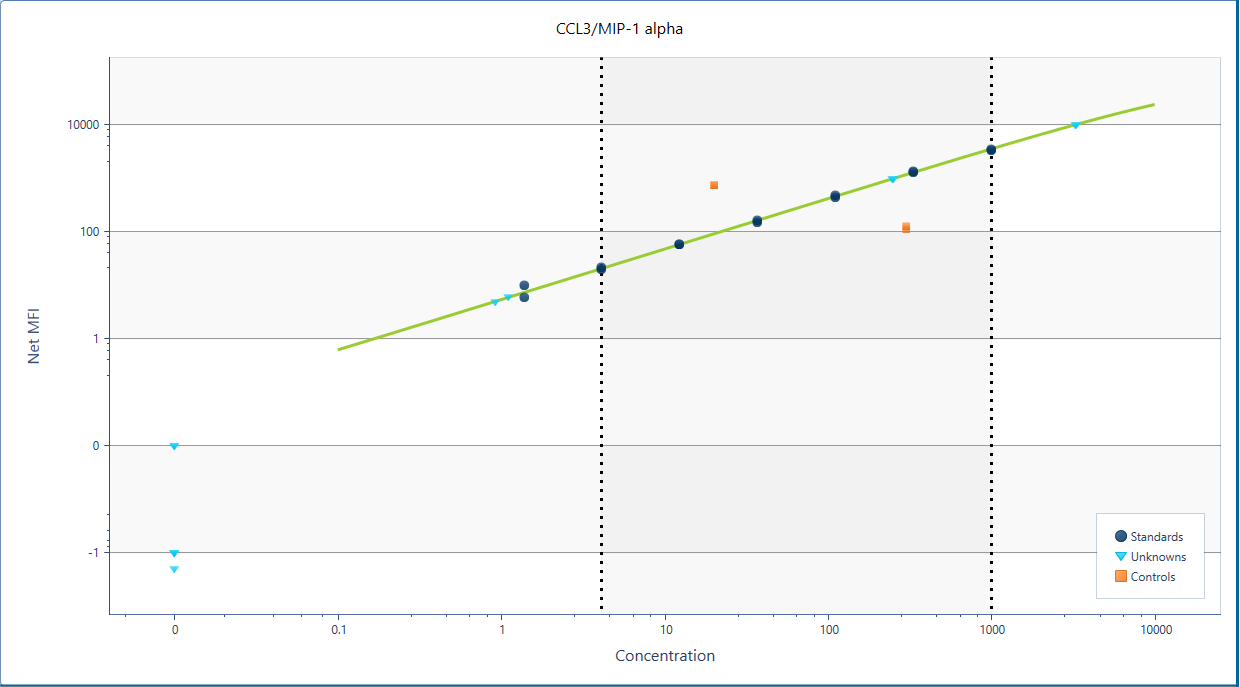 CCL3/MIP-1 alpha
10000
100
1
0
-1
Net MFI
0 0.1 1 10 100 1000 10000
Concentration
Standards
Unknowns
Controls